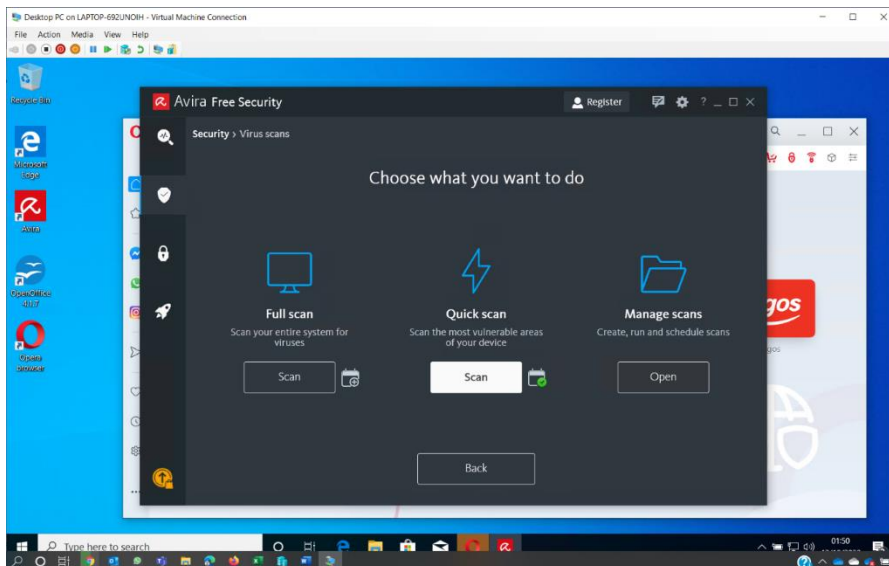 Desktop PC on LAPTOP-692UNOIH - Virtual Machine Connection
File Action Media View Help
Recycle Bin
Microsoft
Edge
Avira
OpenOffice
Opera
browser
Avira Free Security
Register
Security › Virus scans
Choose what you want to do
Full scan
Scan your entire system for
viruses
Scan
Quick scan
Scan the most vulnerable areas
of your device
Scan
Manage scans
Create, run and schedule scans
Open
Back
gos
gos
Type here to search
01:50